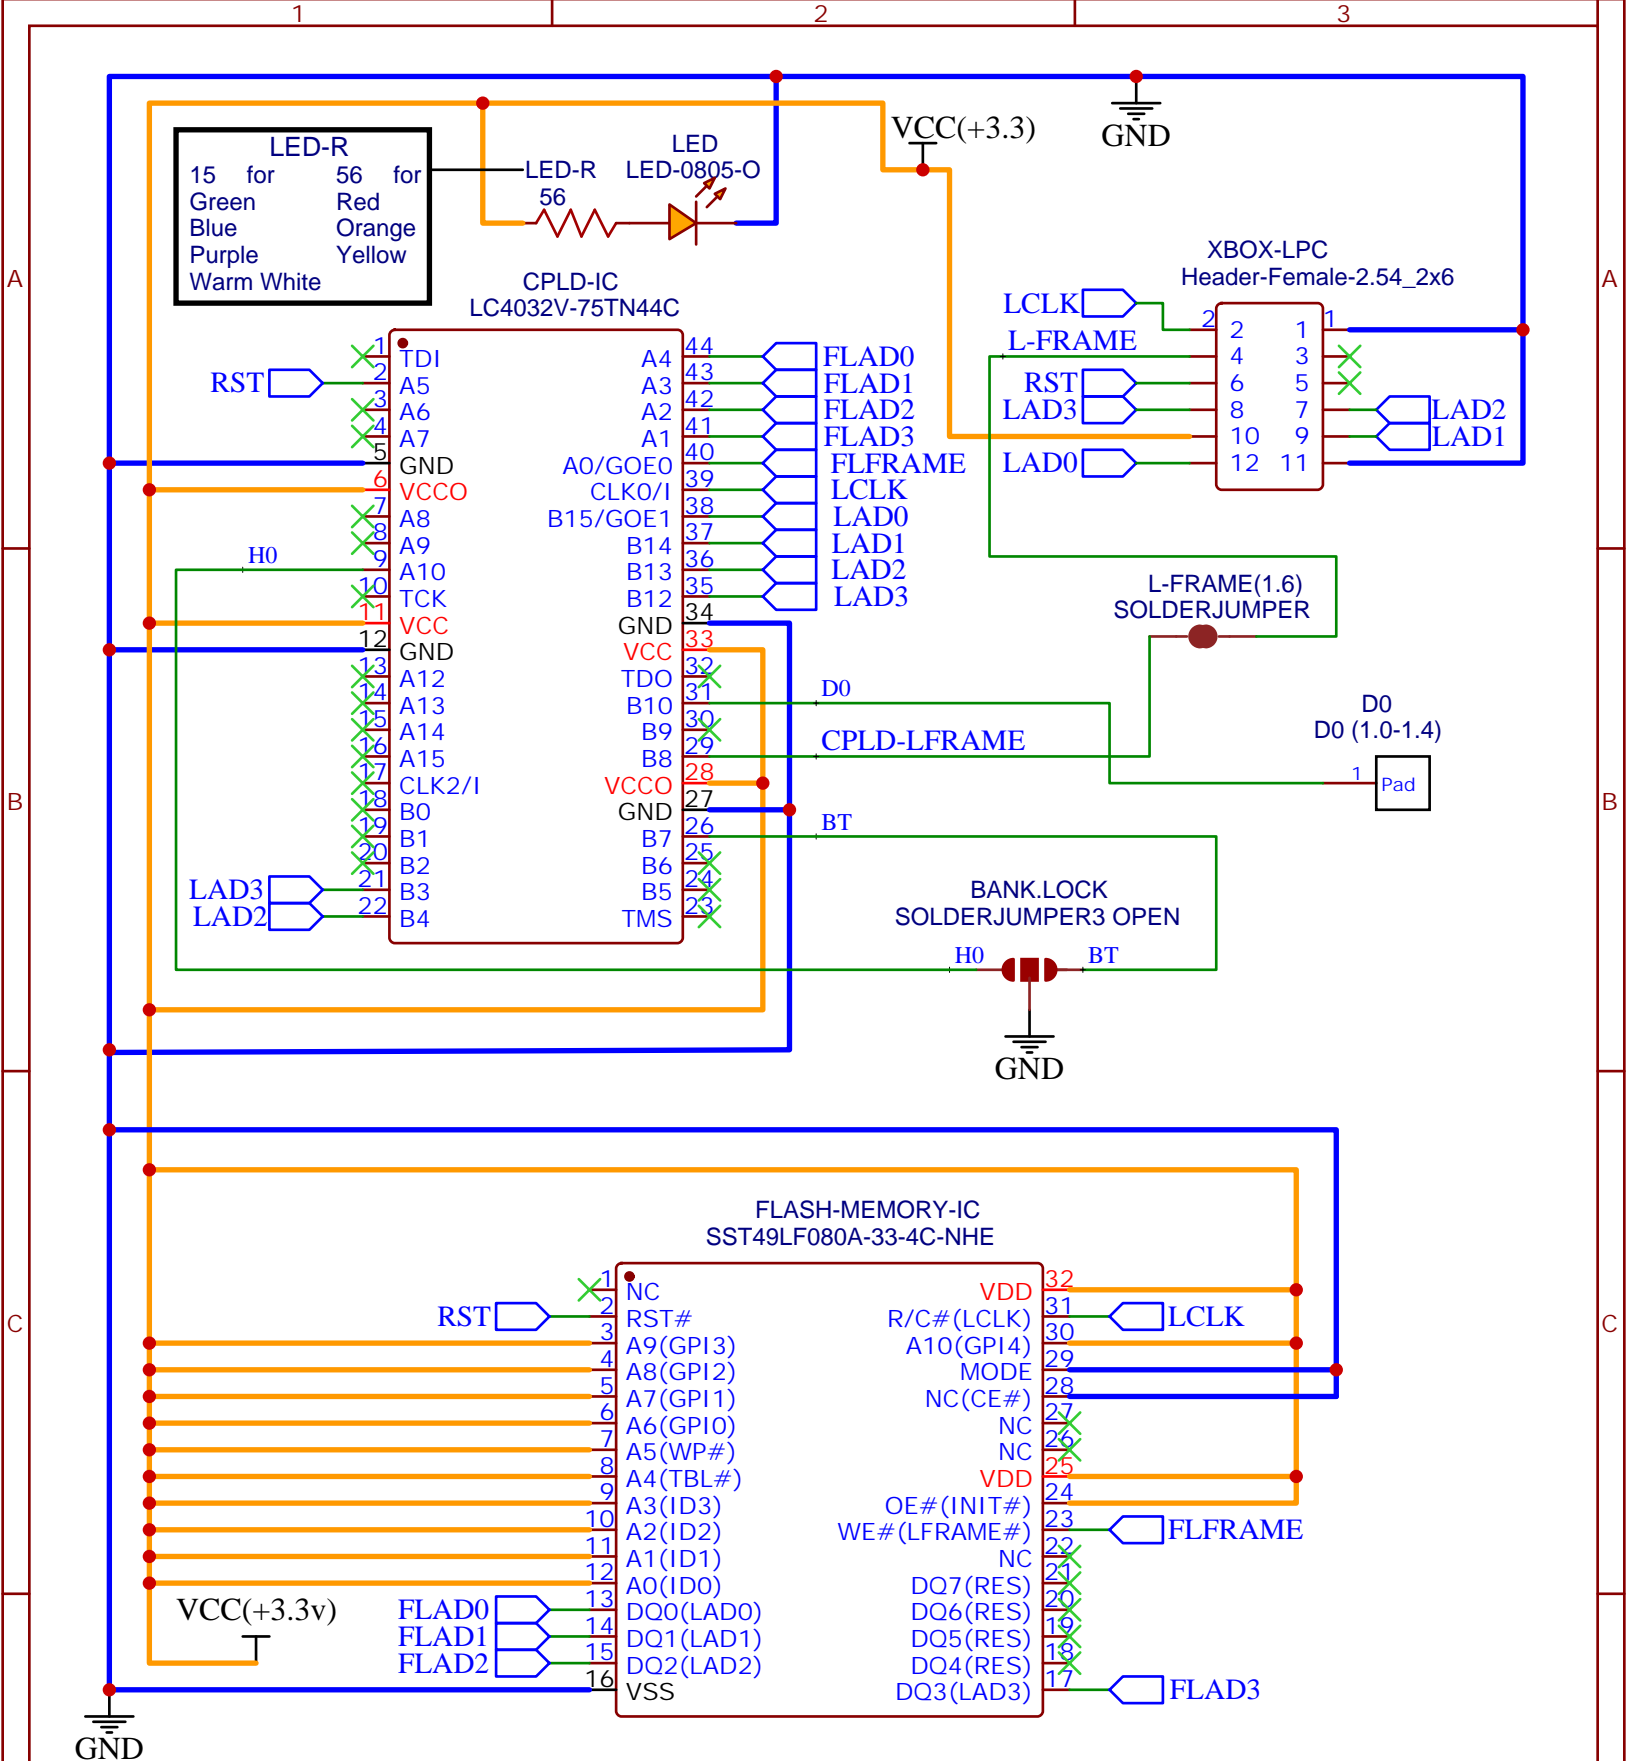 1 2 3
A A
B B
C C
VCC(+3.3)
GND
LED-R
15 for 56 for
Green Red
Blue Orange
Purple Yellow
Warm White
LED-R
56
LED
LED-0805-O
CPLD-IC
LC4032V-75TN44C
1 TDI
RST 2 A5
3 A6
4 A7
5 GND
6 VCCO
7 A8
8 A9
H0 9 A10
10 TCK
11 VCC
12 GND
13 A12
14 A13
15 A14
16 A15
17 CLK2/I
18 B0
19 B1
20 B2
LAD3 21 B3
LAD2 22 B4
A4 44 FLAD0
A3 43 FLAD1
A2 42 FLAD2
A1 41 FLAD3
A0/GOE0 40 FLFRAME
CLK0/I 39 LCLK
B15/GOE1 38 LAD0
B14 37 LAD1
B13 36 LAD2
B12 35 LAD3
GND 34
VCC 33
TDO 32
B10 31 D0
B9 30
B8 29 CPLD-LFRAME
VCCO 28
GND 27
B7 26 BT
B6 25
B5 24
TMS 23
XBOX-LPC
Header-Female-2.54_2x6
LCLK 2 2 1 1
L-FRAME 4 3
RST 6 5
LAD3 8 7 LAD2
10 9 LAD1
LAD0 12 11
L-FRAME(1.6)
SOLDERJUMPER
D0
D0 (1.0-1.4)
1 Pad
BANK.LOCK
SOLDERJUMPER3 OPEN
H0 BT
GND
FLASH-MEMORY-IC
SST49LF080A-33-4C-NHE
1 NC
RST 2 RST#
3 A9(GPI3)
4 A8(GPI2)
5 A7(GPI1)
6 A6(GPI0)
7 A5(WP#)
8 A4(TBL#)
9 A3(ID3)
10 A2(ID2)
11 A1(ID1)
12 A0(ID0)
FLAD0 13 DQ0(LAD0)
FLAD1 14 DQ1(LAD1)
FLAD2 15 DQ2(LAD2)
16 VSS
VDD 32
R/C#(LCLK) 31 LCLK
A10(GPI4) 30
MODE 29
NC(CE#) 28
NC 27
NC 26
VDD 25
OE#(INIT#) 24
WE#(LFRAME#) 23 FLFRAME
NC 22
DQ7(RES) 21
DQ6(RES) 20
DQ5(RES) 19
DQ4(RES) 18
DQ3(LAD3) 17 FLAD3
VCC(+3.3v)
GND